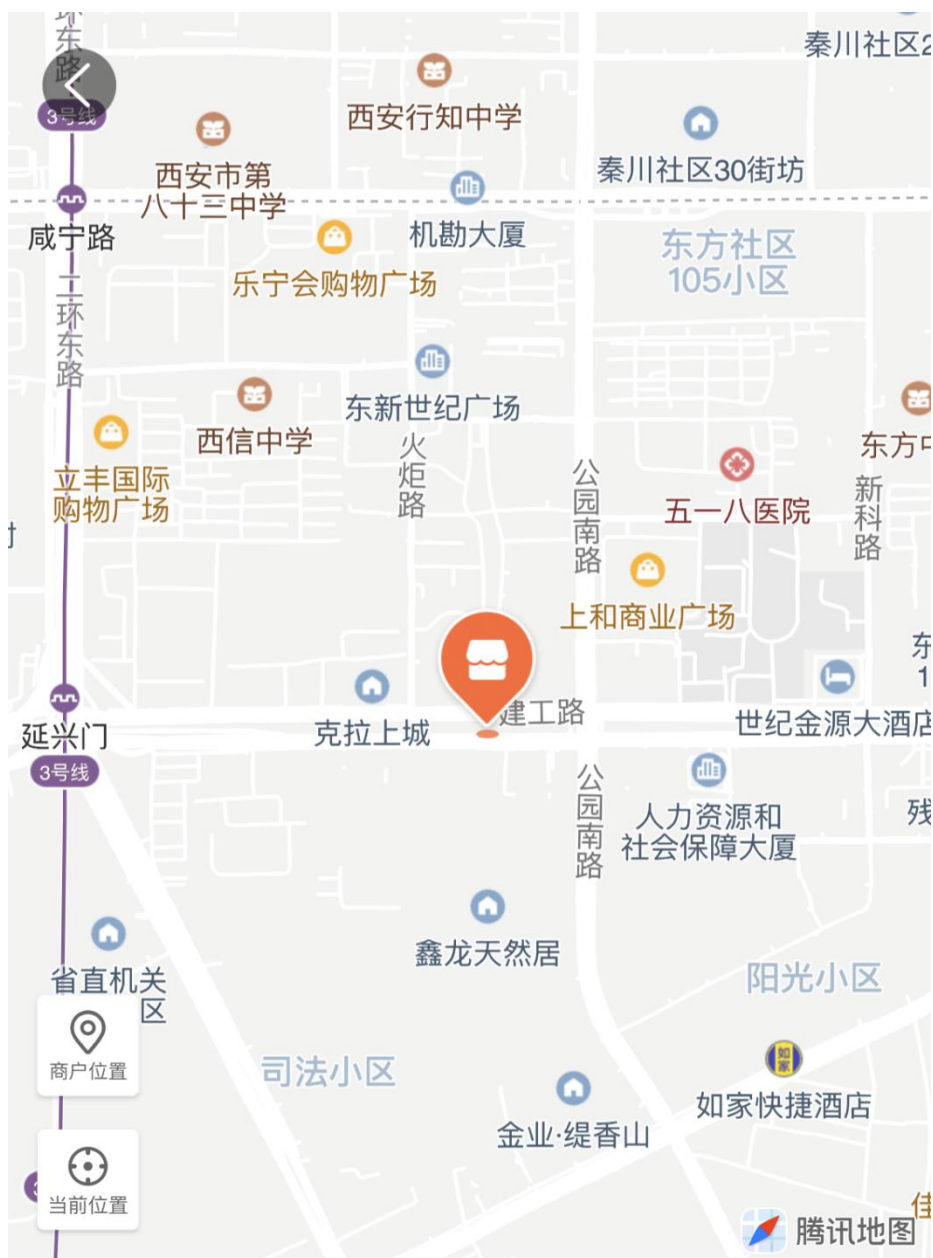 环东路
秦川社区2
3号线
西安行知中学
西安市第
八十三中学
秦川社区30街坊
咸宁路
机勘大厦
东方社区
105小区
乐宁会购物广场
二环东路
东新世纪广场
西信中学
火炬路
立丰国际
购物广场
公园南路
东方中
五一八医院
新科路
上和商业广场
建工路
克拉上城
延兴门
3号线
世纪金源大酒店
东
1
公园南路
人力资源和
社会保障大厦
残
鑫龙天然居
省直机关
区
阳光小区
商户位置
司法小区
如家
如家快捷酒店
金业·缇香山
当前位置
佳
腾讯地图